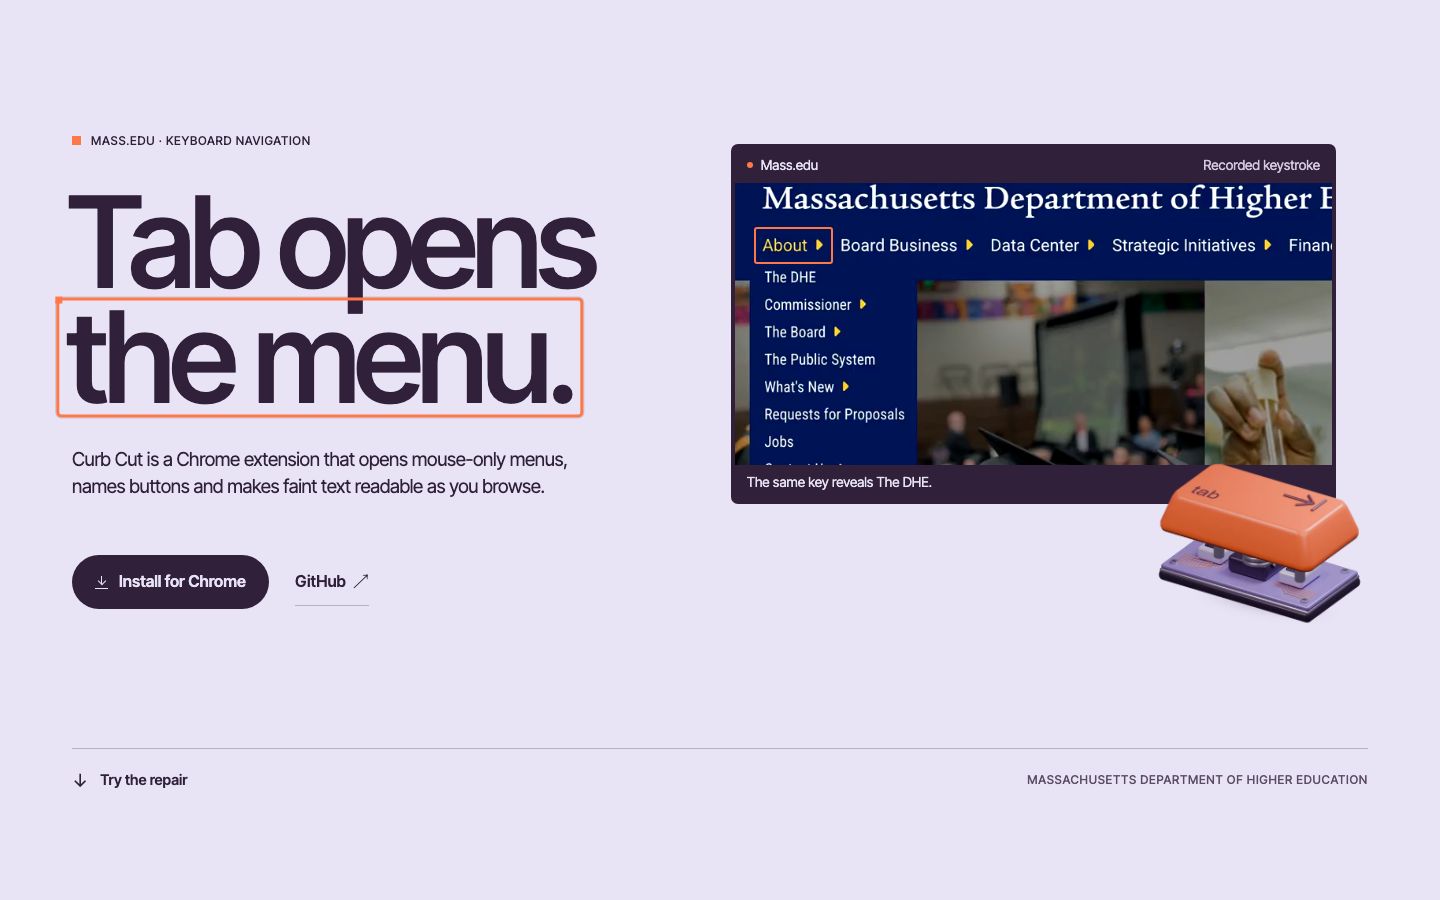 MASS.EDU · KEYBOARD NAVIGATION
Tab opens
the menu.
Curb Cut is a Chrome extension that opens mouse-only menus,
names buttons and makes faint text readable as you browse.
Install for Chrome
GitHub
Mass.edu
Recorded keystroke
Massachusetts Department of Higher E
About
Board Business
Data Center
Strategic Initiatives
Financ
The DHE
Commissioner
The Board
The Public System
What's New
Requests for Proposals
Jobs
The same key reveals The DHE.
tab
Try the repair
MASSACHUSETTS DEPARTMENT OF HIGHER EDUCATION